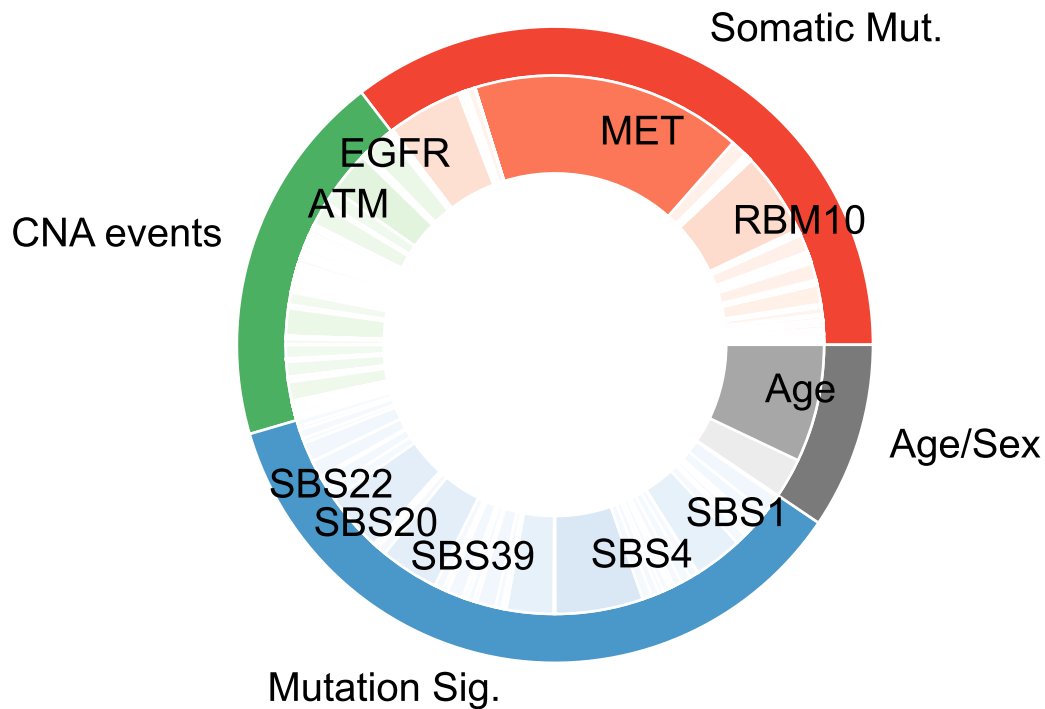 Somatic Mut.
MET
EGFR
ATM
RBM10
CNA events
Age
Age/Sex
SBS22
SBS1
SBS20
SBS39
SBS4
Mutation Sig.